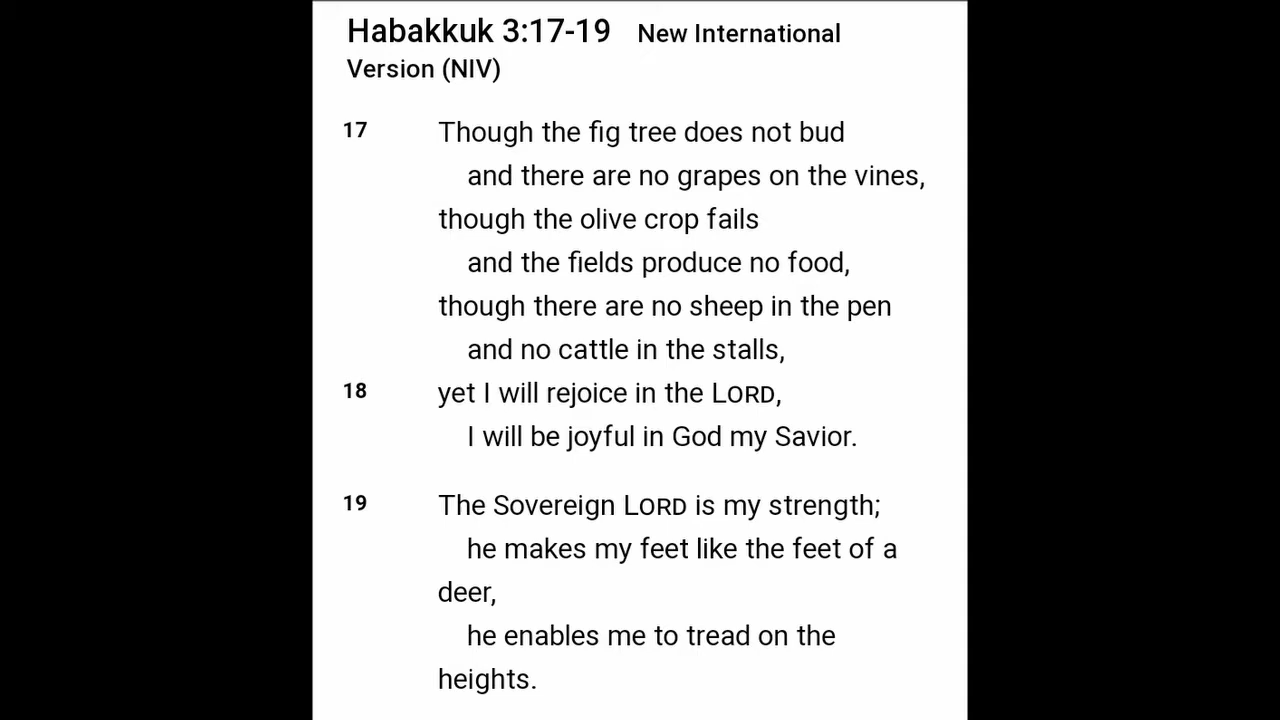 Habakkuk 3:17-19 New International
Version (NIV)
17 Though the fig tree does not bud
and there are no grapes on the vines,
though the olive crop fails
and the fields produce no food,
though there are no sheep in the pen
and no cattle in the stalls,
18 yet I will rejoice in the LORD,
I will be joyful in God my Savior.
19 The Sovereign LORD is my strength;
he makes my feet like the feet of a
deer,
he enables me to tread on the
heights.